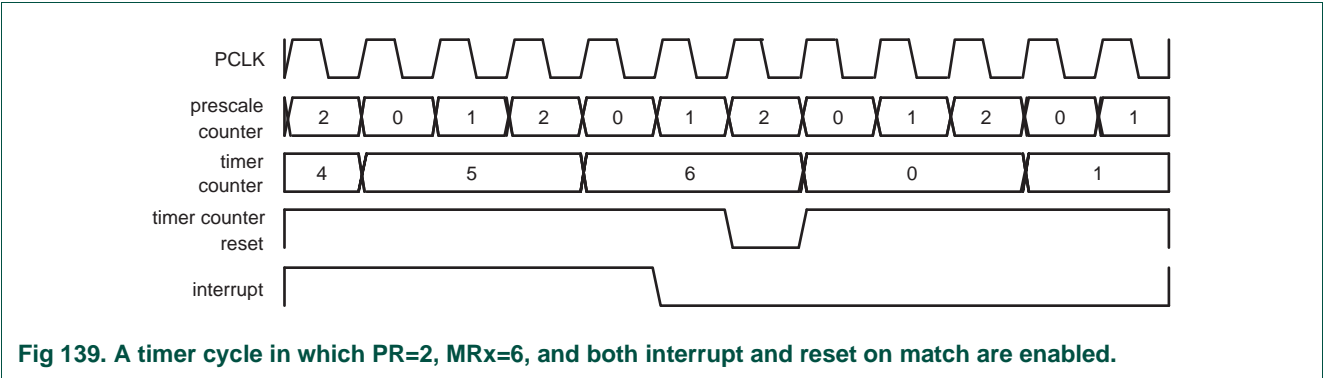 PCLK
prescale
counter
2 0 1 2 0 1 2 0 1 2 0 1
timer
counter
4 5 6 0 1
timer counter
reset
interrupt
Fig 139. A timer cycle in which PR=2, MRx=6, and both interrupt and reset on match are enabled.